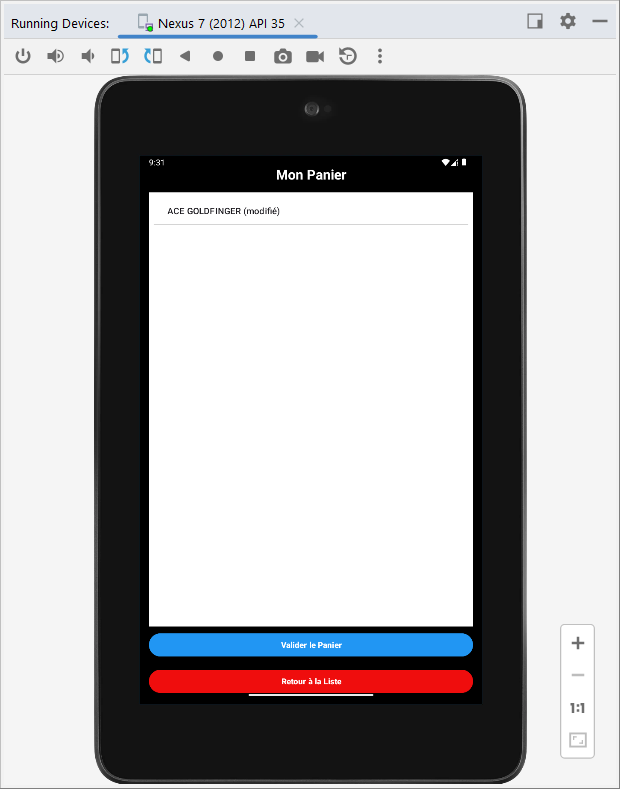 Running Devices: Nexus 7 (2012) API 35
9:31
Mon Panier
ACE GOLDFINGER (modifié)
Valider le Panier
Retour à la Liste
1:1